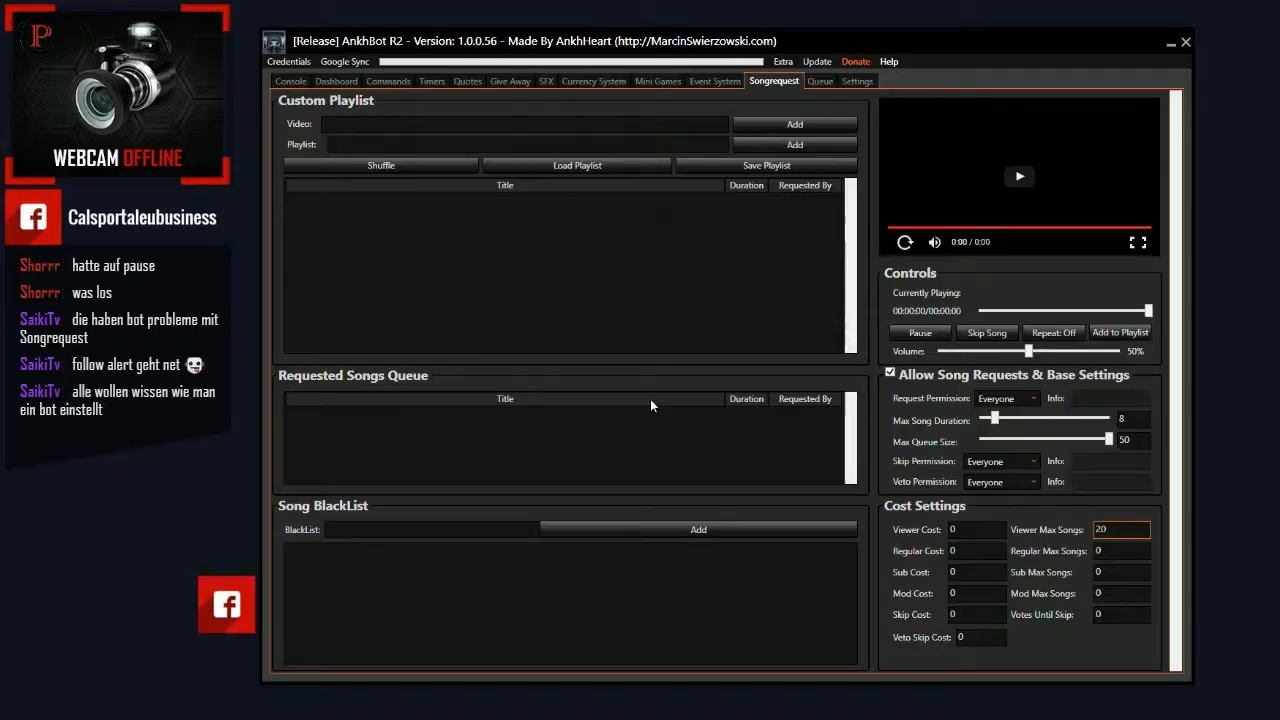 P
WEBCAM OFFLINE
Calsportaleubusiness
Shorrr: hatte auf pause
Shorrr: was los
SaikiTv: die haben bot probleme mit
Songrequest
SaikiTv: follow alert geht net
SaikiTv: alle wollen wissen wie man
ein bot einstellt
[Release] AnkhBot R2 - Version: 1.0.0.56 - Made By AnkhHeart (http://MarcinSwierzowski.com)
Credentials Google Sync Extra Update Donate Help
Console Dashboard Commands Timers Quotes Give Away SFX Currency System Mini Games Event System Songrequest Queue Settings
Custom Playlist
Video: Add
Playlist: Add
Shuffle Load Playlist Save Playlist
Title Duration Requested By
Requested Songs Queue
Title Duration Requested By
Song BlackList
BlackList: Add
0:00 / 0:00
Controls
Currently Playing:
00:00:00/00:00:00
Pause Skip Song Repeat: Off Add to Playlist
Volume: 50%
Allow Song Requests & Base Settings
Request Permission: Everyone Info:
Max Song Duration: 8
Max Queue Size: 50
Skip Permission: Everyone Info:
Veto Permission: Everyone Info:
Cost Settings
Viewer Cost: 0 Viewer Max Songs: 20
Regular Cost: 0 Regular Max Songs: 0
Sub Cost: 0 Sub Max Songs: 0
Mod Cost: 0 Mod Max Songs: 0
Skip Cost: 0 Votes Until Skip: 0
Veto Skip Cost: 0